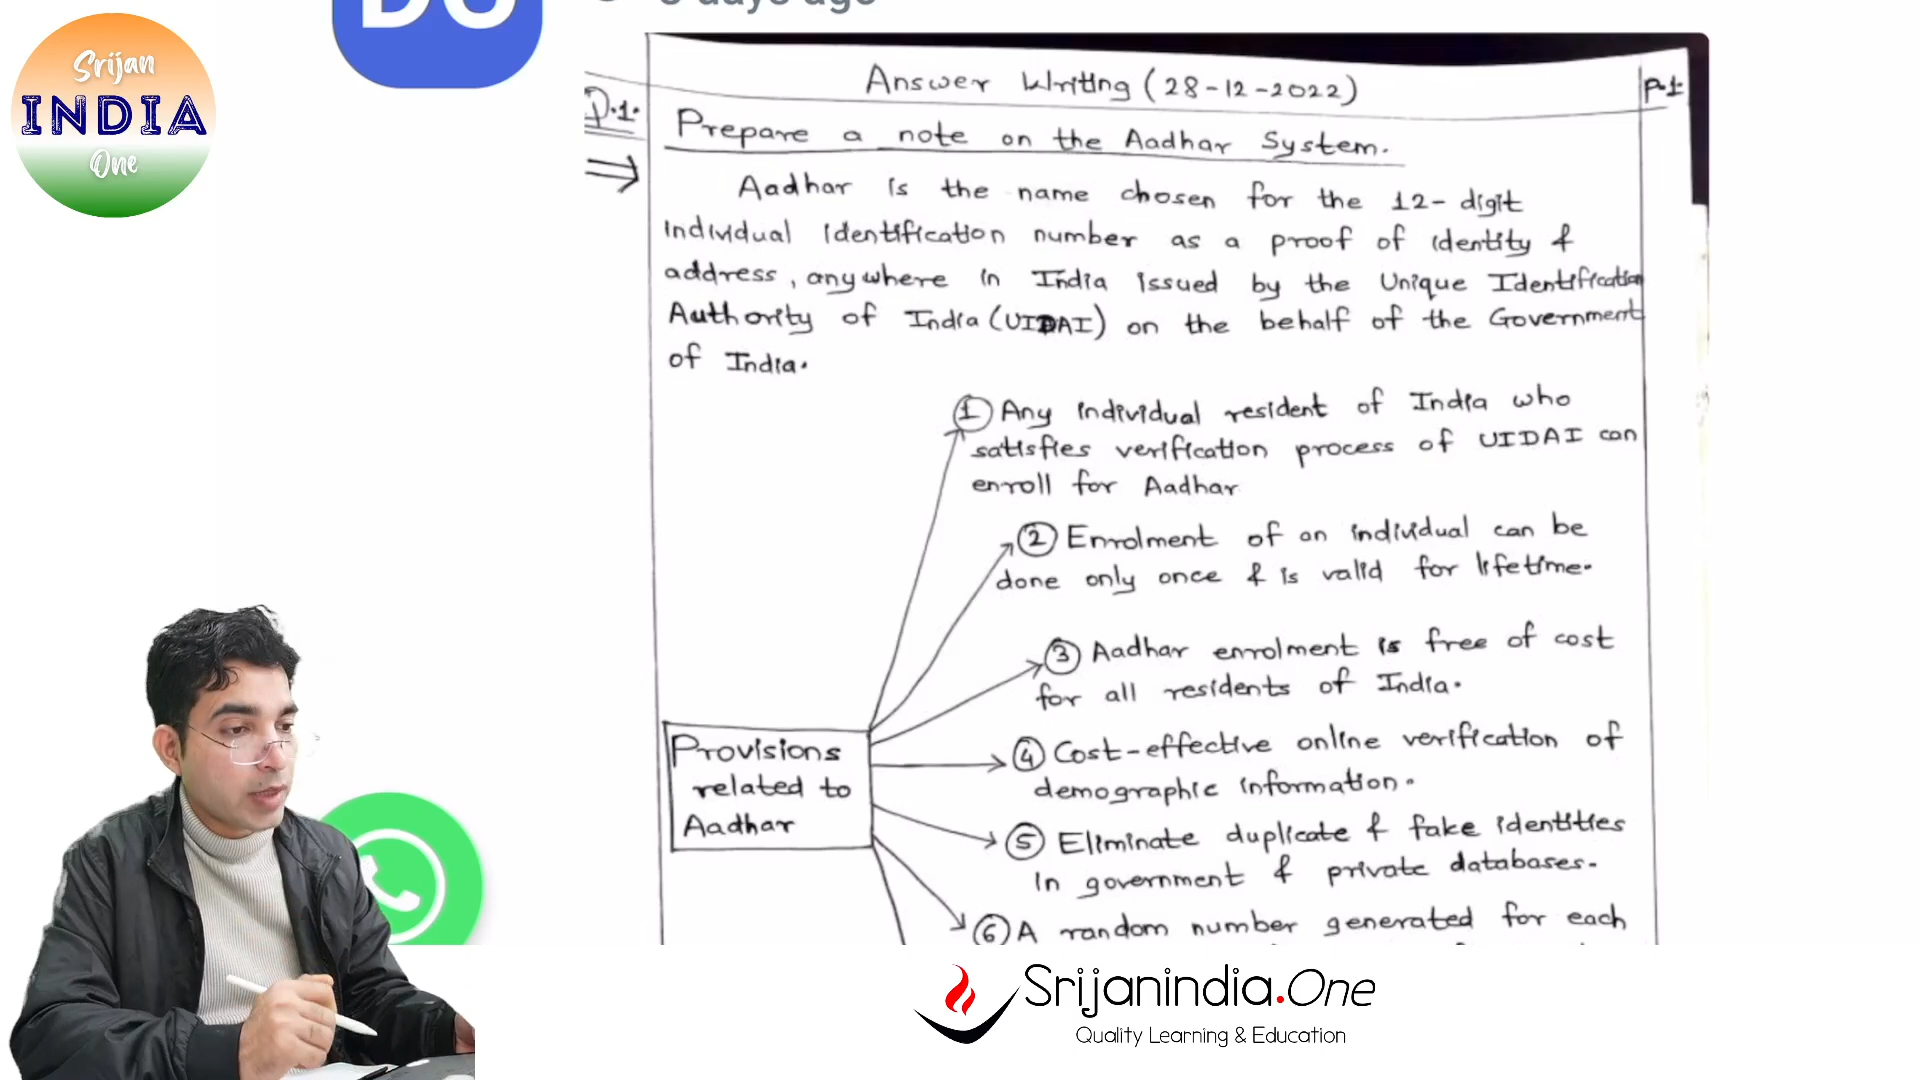 Srijan
INDIA
One
days ago
Answer Writing (28-12-2022)
P.1
Prepare a note on the Aadhar System.
Aadhar is the name chosen for the 12-digit
individual identification number as a proof of identity &
address, anywhere in India issued by the Unique Identification
Authority of India (UIDAI) on the behalf of the Government
of India.
① Any individual resident of India who
satisfies verification process of UIDAI can
enroll for Aadhar
② Enrolment of an individual can be
done only once & is valid for lifetime.
③ Aadhar enrolment is free of cost
for all residents of India.
Provisions
related to
Aadhar
④ Cost-effective online verification of
demographic information.
⑤ Eliminate duplicate & fake identities
in government & private databases.
⑥ A random number generated for each
Srijanindia.One
Quality Learning & Education